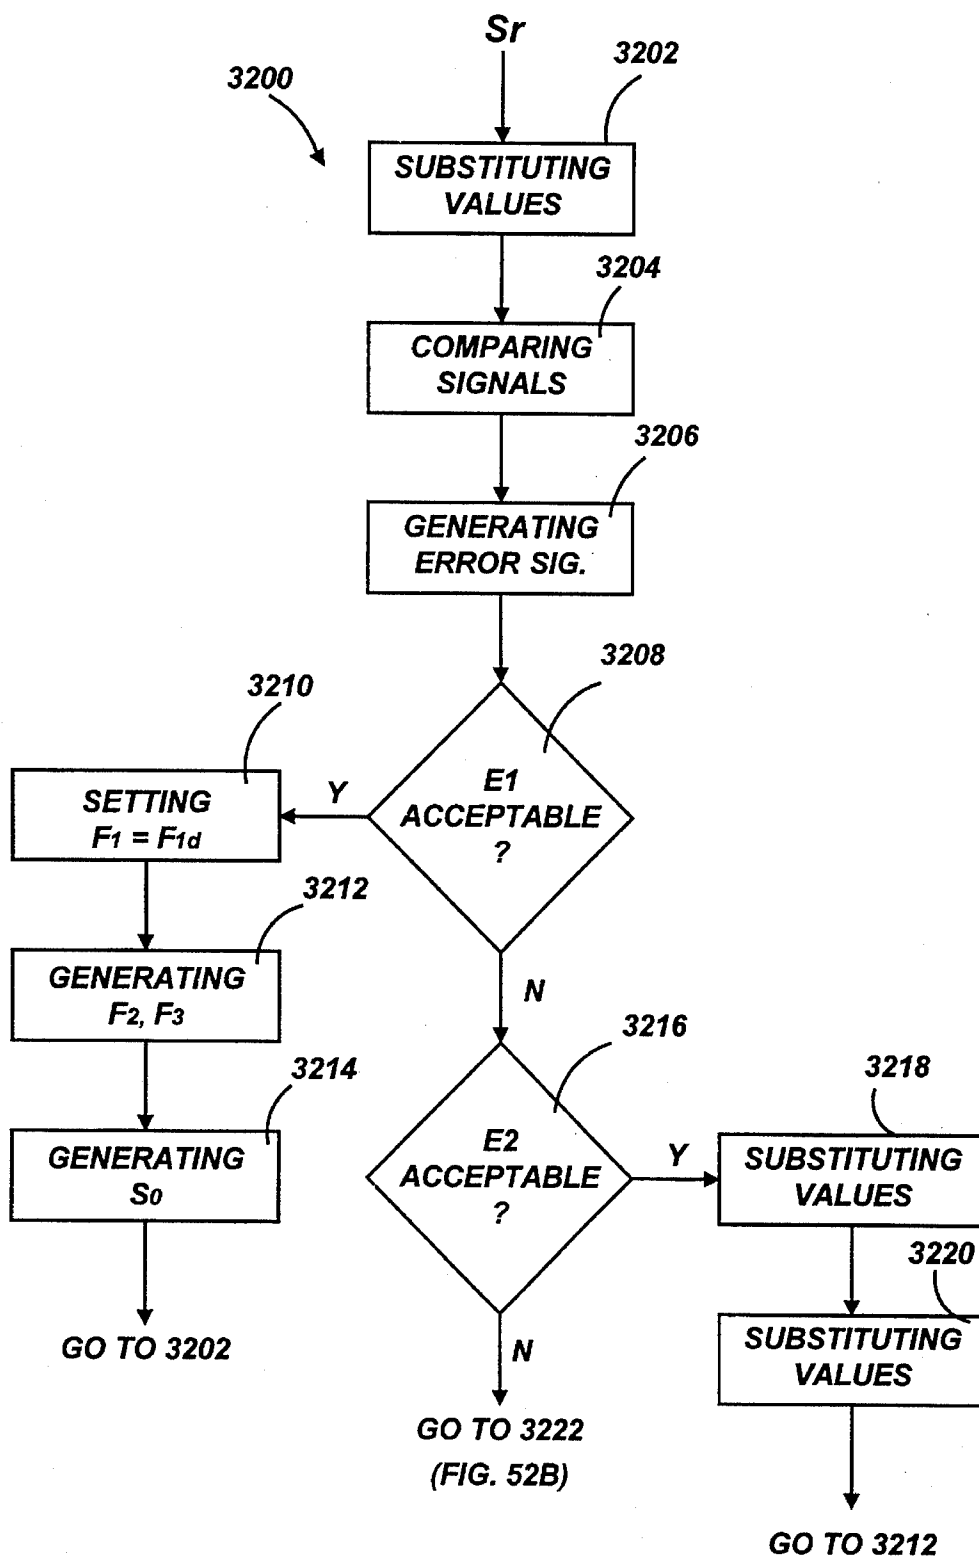 Sr
3200
3202
SUBSTITUTING
VALUES
3204
COMPARING
SIGNALS
3206
GENERATING
ERROR SIG.
3208
E1
ACCEPTABLE
?
Y
3210
SETTING
F1 = F1d
3212
GENERATING
F2, F3
3214
GENERATING
S0
GO TO 3202
N
3216
E2
ACCEPTABLE
?
Y
3218
SUBSTITUTING
VALUES
3220
SUBSTITUTING
VALUES
GO TO 3212
N
GO TO 3222
(FIG. 52B)